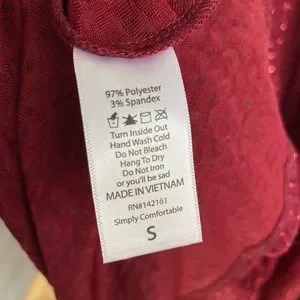 97% Polyester
3% Spandex
Turn Inside Out
Hand Wash Cold
Do Not Bleach
Hang To Dry
Do Not Iron
or you'll be sad
MADE IN VIETNAM
RN#142161
Simply Comfortable
S